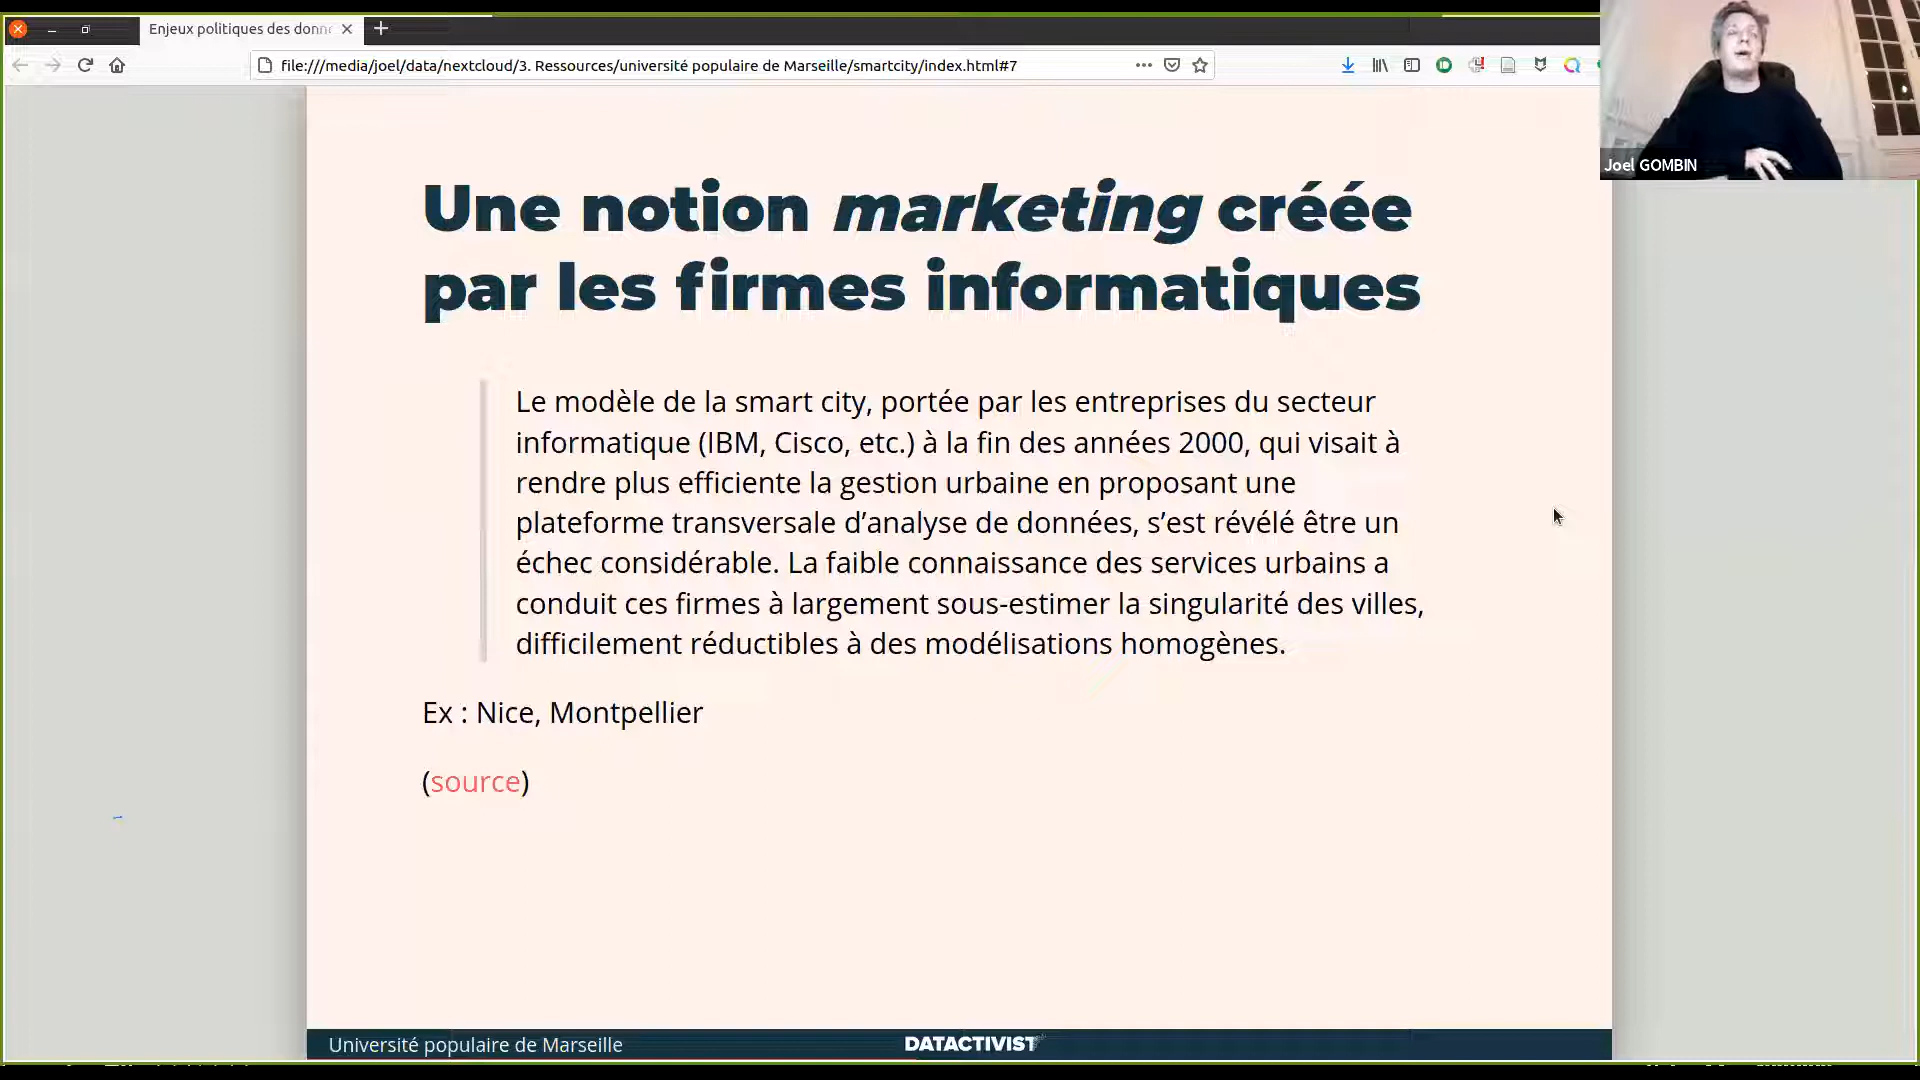 Enjeux politiques des donn
file:///media/joel/data/nextcloud/3. Ressources/université populaire de Marseille/smartcity/index.html#7
Joel GOMBIN
Une notion marketing créée
par les firmes informatiques
Le modèle de la smart city, portée par les entreprises du secteur
informatique (IBM, Cisco, etc.) à la fin des années 2000, qui visait à
rendre plus efficiente la gestion urbaine en proposant une
plateforme transversale d’analyse de données, s’est révélé être un
échec considérable. La faible connaissance des services urbains a
conduit ces firmes à largement sous-estimer la singularité des villes,
difficilement réductibles à des modélisations homogènes.
Ex : Nice, Montpellier
(source)
Université populaire de Marseille
DATACTIVIST